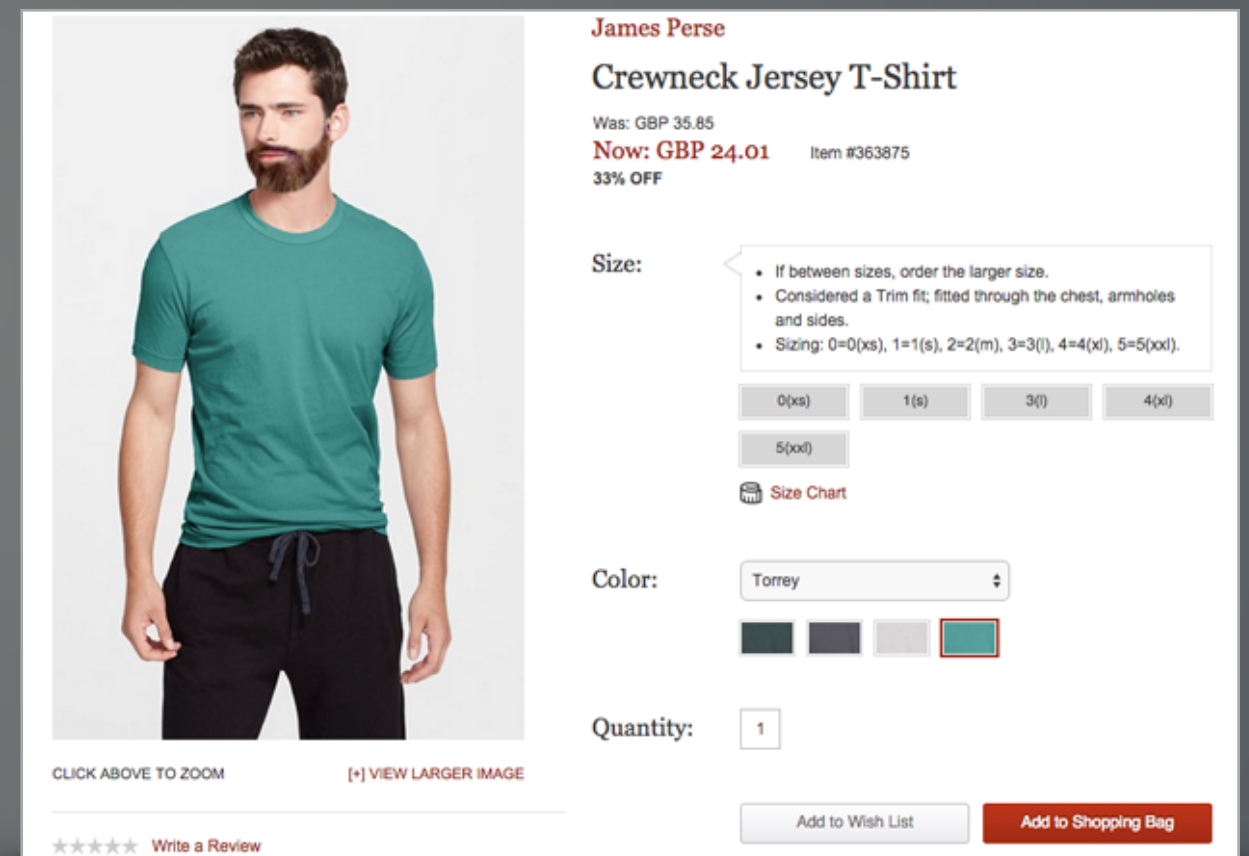 James Perse
Crewneck Jersey T-Shirt
Was: GBP 35.85
Now: GBP 24.01 Item #363875
33% OFF
Size:
• If between sizes, order the larger size.
• Considered a Trim fit; fitted through the chest, armholes
and sides.
• Sizing: 0=0(xs), 1=1(s), 2=2(m), 3=3(l), 4=4(xl), 5=5(xxl).
0(xs) 1(s) 3(l) 4(xl)
5(xxl)
Size Chart
Color: Torrey
Quantity: 1
CLICK ABOVE TO ZOOM [+] VIEW LARGER IMAGE
Add to Wish List Add to Shopping Bag
Write a Review